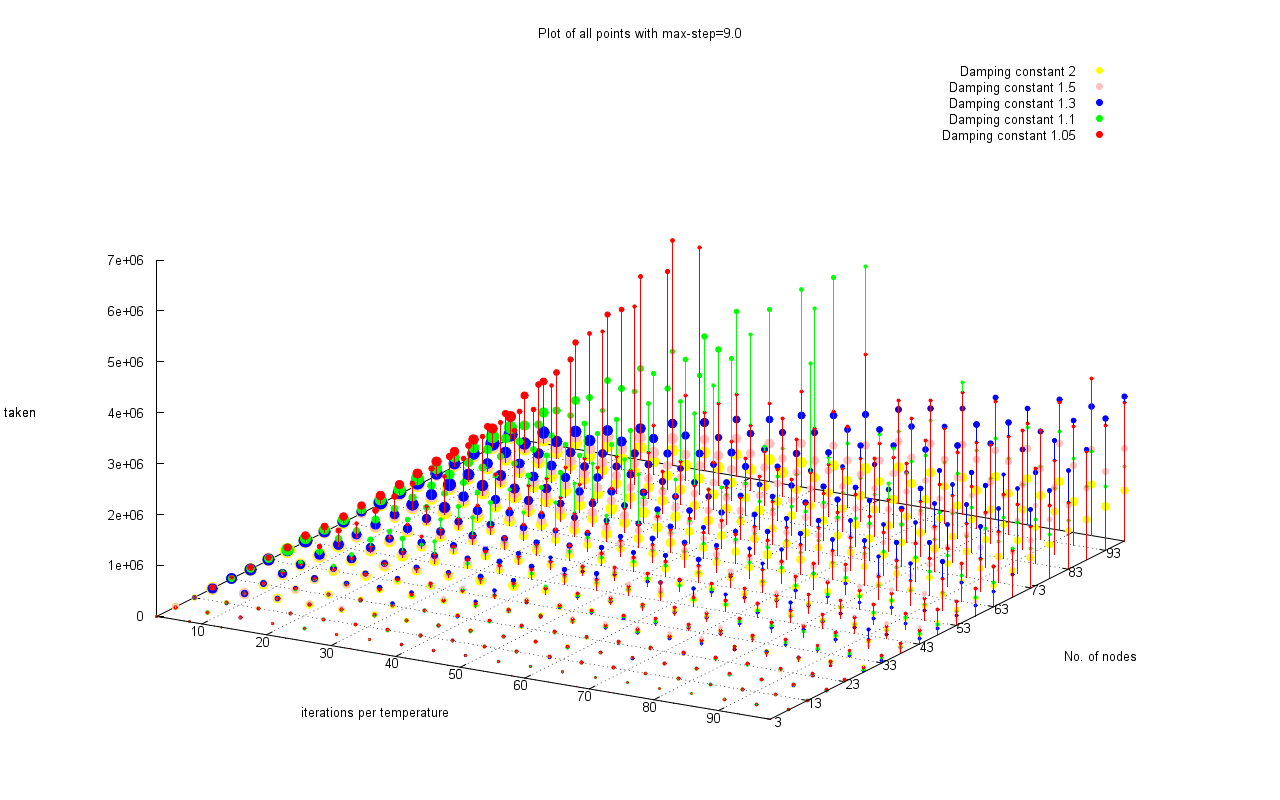 Plot of all points with max-step=9.0
Damping constant 2
Damping constant 1.5
Damping constant 1.3
Damping constant 1.1
Damping constant 1.05
7e+06
6e+06
5e+06
4e+06
taken
3e+06
2e+06
1e+06
0
10
20
30
40
50
60
70
80
90
3
13
23
33
43
53
63
73
83
93
No. of nodes
iterations per temperature